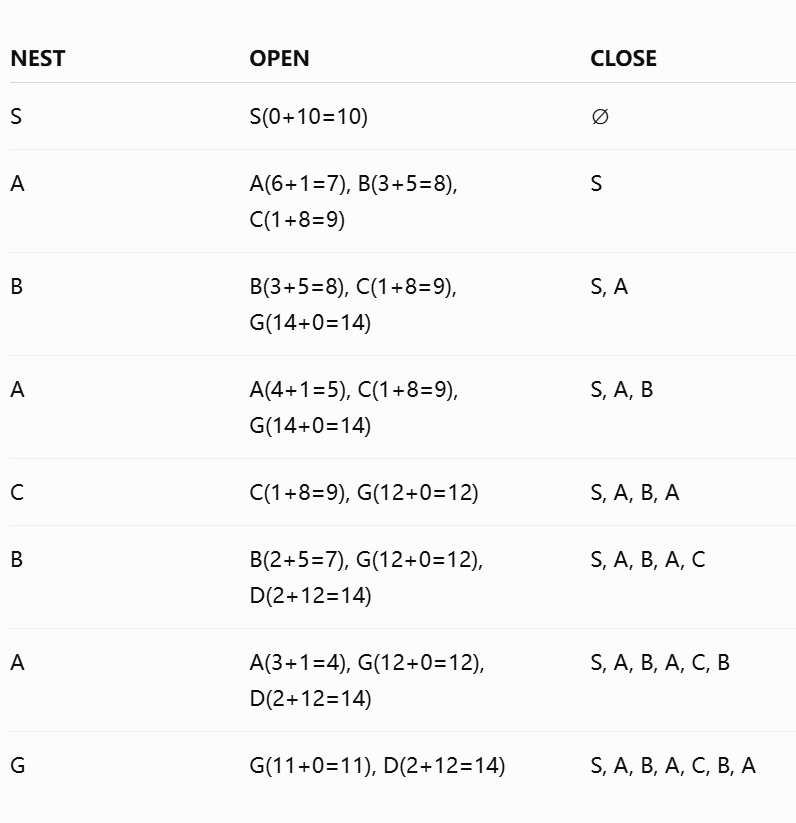 NEST OPEN CLOSE
S S(0+10=10) ∅
A A(6+1=7), B(3+5=8), S
C(1+8=9)
B B(3+5=8), C(1+8=9), S, A
G(14+0=14)
A A(4+1=5), C(1+8=9), S, A, B
G(14+0=14)
C C(1+8=9), G(12+0=12) S, A, B, A
B B(2+5=7), G(12+0=12), S, A, B, A, C
D(2+12=14)
A A(3+1=4), G(12+0=12), S, A, B, A, C, B
D(2+12=14)
G G(11+0=11), D(2+12=14) S, A, B, A, C, B, A